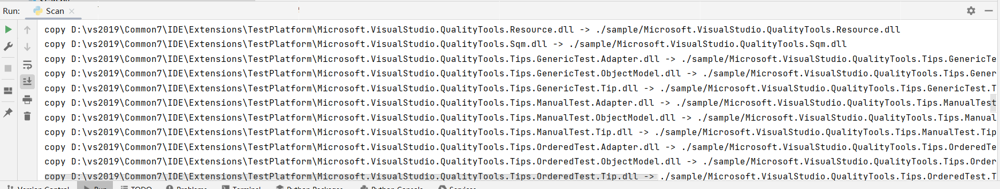 Run: Scan
copy D:\vs2019\Common7\IDE\Extensions\TestPlatform\Microsoft.VisualStudio.QualityTools.Resource.dll -> ./sample/Microsoft.VisualStudio.QualityTools.Resource.dll
copy D:\vs2019\Common7\IDE\Extensions\TestPlatform\Microsoft.VisualStudio.QualityTools.Sqm.dll -> ./sample/Microsoft.VisualStudio.QualityTools.Sqm.dll
copy D:\vs2019\Common7\IDE\Extensions\TestPlatform\Microsoft.VisualStudio.QualityTools.Tips.GenericTest.Adapter.dll -> ./sample/Microsoft.VisualStudio.QualityTools.Tips.GenericTe
copy D:\vs2019\Common7\IDE\Extensions\TestPlatform\Microsoft.VisualStudio.QualityTools.Tips.GenericTest.ObjectModel.dll -> ./sample/Microsoft.VisualStudio.QualityTools.Tips.Gener
copy D:\vs2019\Common7\IDE\Extensions\TestPlatform\Microsoft.VisualStudio.QualityTools.Tips.GenericTest.Tip.dll -> ./sample/Microsoft.VisualStudio.QualityTools.Tips.GenericTest.T
copy D:\vs2019\Common7\IDE\Extensions\TestPlatform\Microsoft.VisualStudio.QualityTools.Tips.ManualTest.Adapter.dll -> ./sample/Microsoft.VisualStudio.QualityTools.Tips.ManualTest
copy D:\vs2019\Common7\IDE\Extensions\TestPlatform\Microsoft.VisualStudio.QualityTools.Tips.ManualTest.ObjectModel.dll -> ./sample/Microsoft.VisualStudio.QualityTools.Tips.Manual
copy D:\vs2019\Common7\IDE\Extensions\TestPlatform\Microsoft.VisualStudio.QualityTools.Tips.ManualTest.Tip.dll -> ./sample/Microsoft.VisualStudio.QualityTools.Tips.ManualTest.Tip
copy D:\vs2019\Common7\IDE\Extensions\TestPlatform\Microsoft.VisualStudio.QualityTools.Tips.OrderedTest.Adapter.dll -> ./sample/Microsoft.VisualStudio.QualityTools.Tips.OrderedTe
copy D:\vs2019\Common7\IDE\Extensions\TestPlatform\Microsoft.VisualStudio.QualityTools.Tips.OrderedTest.ObjectModel.dll -> ./sample/Microsoft.VisualStudio.QualityTools.Tips.Order
copy D:\vs2019\Common7\IDE\Extensions\TestPlatform\Microsoft.VisualStudio.QualityTools.Tips.OrderedTest.Tip.dll -> ./sample/Microsoft.VisualStudio.QualityTools.Tips.OrderedTest.T
Version Control Run TODO Problems Terminal Python Packages Python Console Services